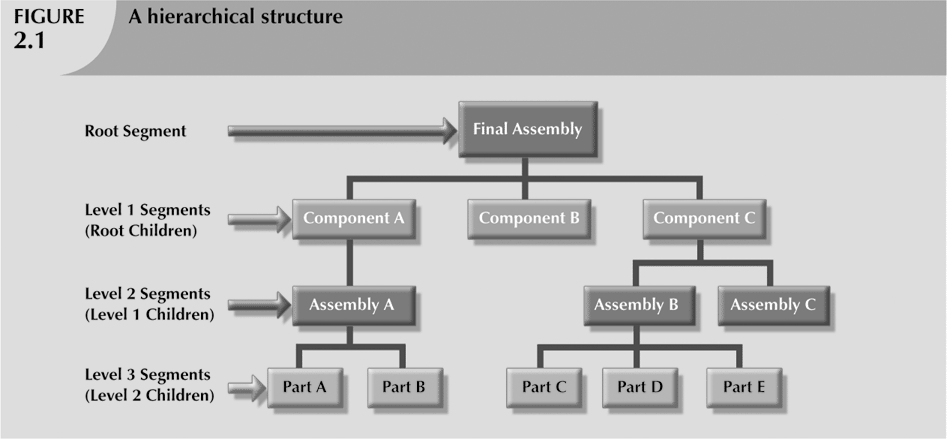 FIGURE
2.1
A hierarchical structure
Root Segment
Final Assembly
Level 1 Segments
(Root Children)
Component A
Component B
Component C
Level 2 Segments
(Level 1 Children)
Assembly A
Assembly B
Assembly C
Level 3 Segments
(Level 2 Children)
Part A
Part B
Part C
Part D
Part E